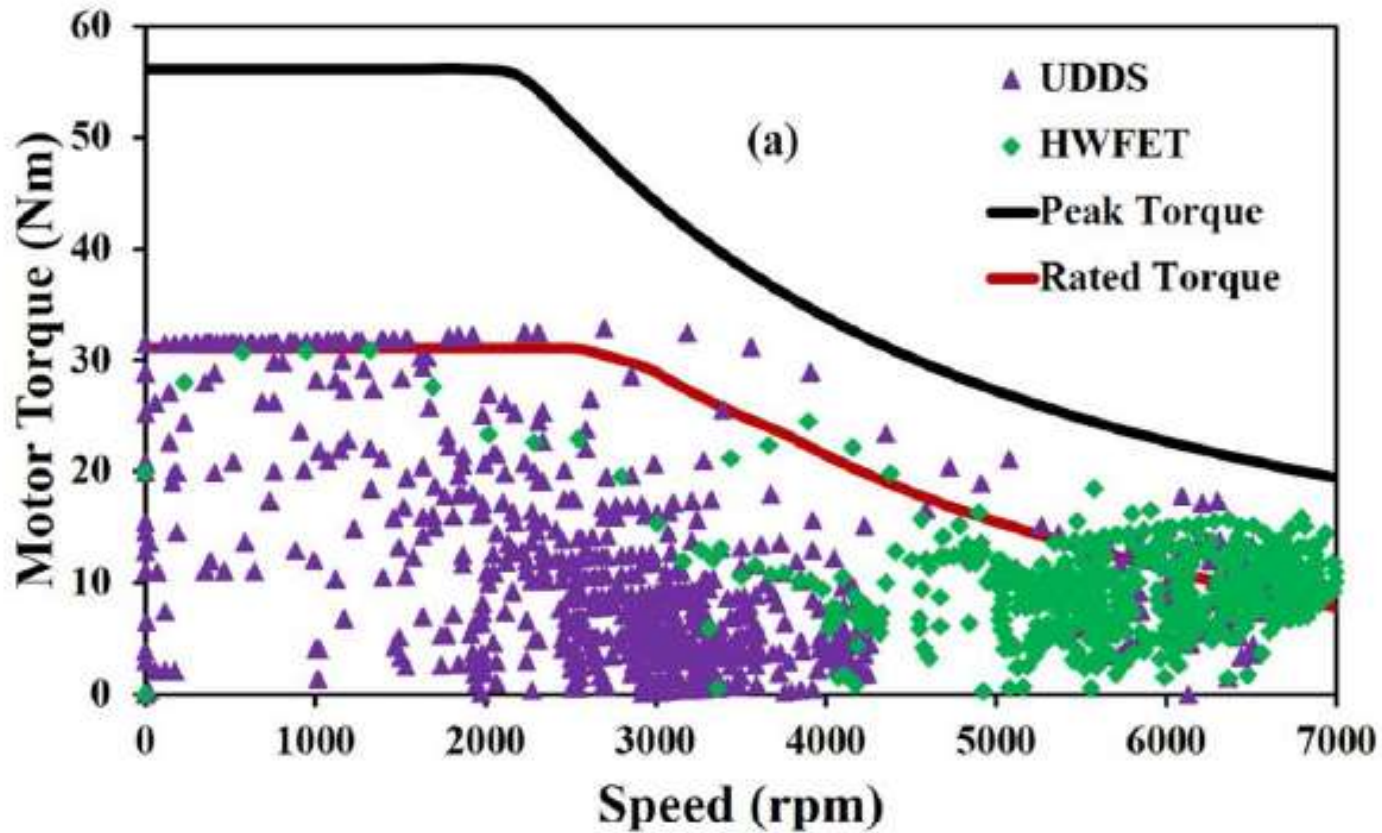 60
50
40
30
20
10
0
Motor Torque (Nm)
(a)
UDDS
HWFET
Peak Torque
Rated Torque
0 1000 2000 3000 4000 5000 6000 7000
Speed (rpm)